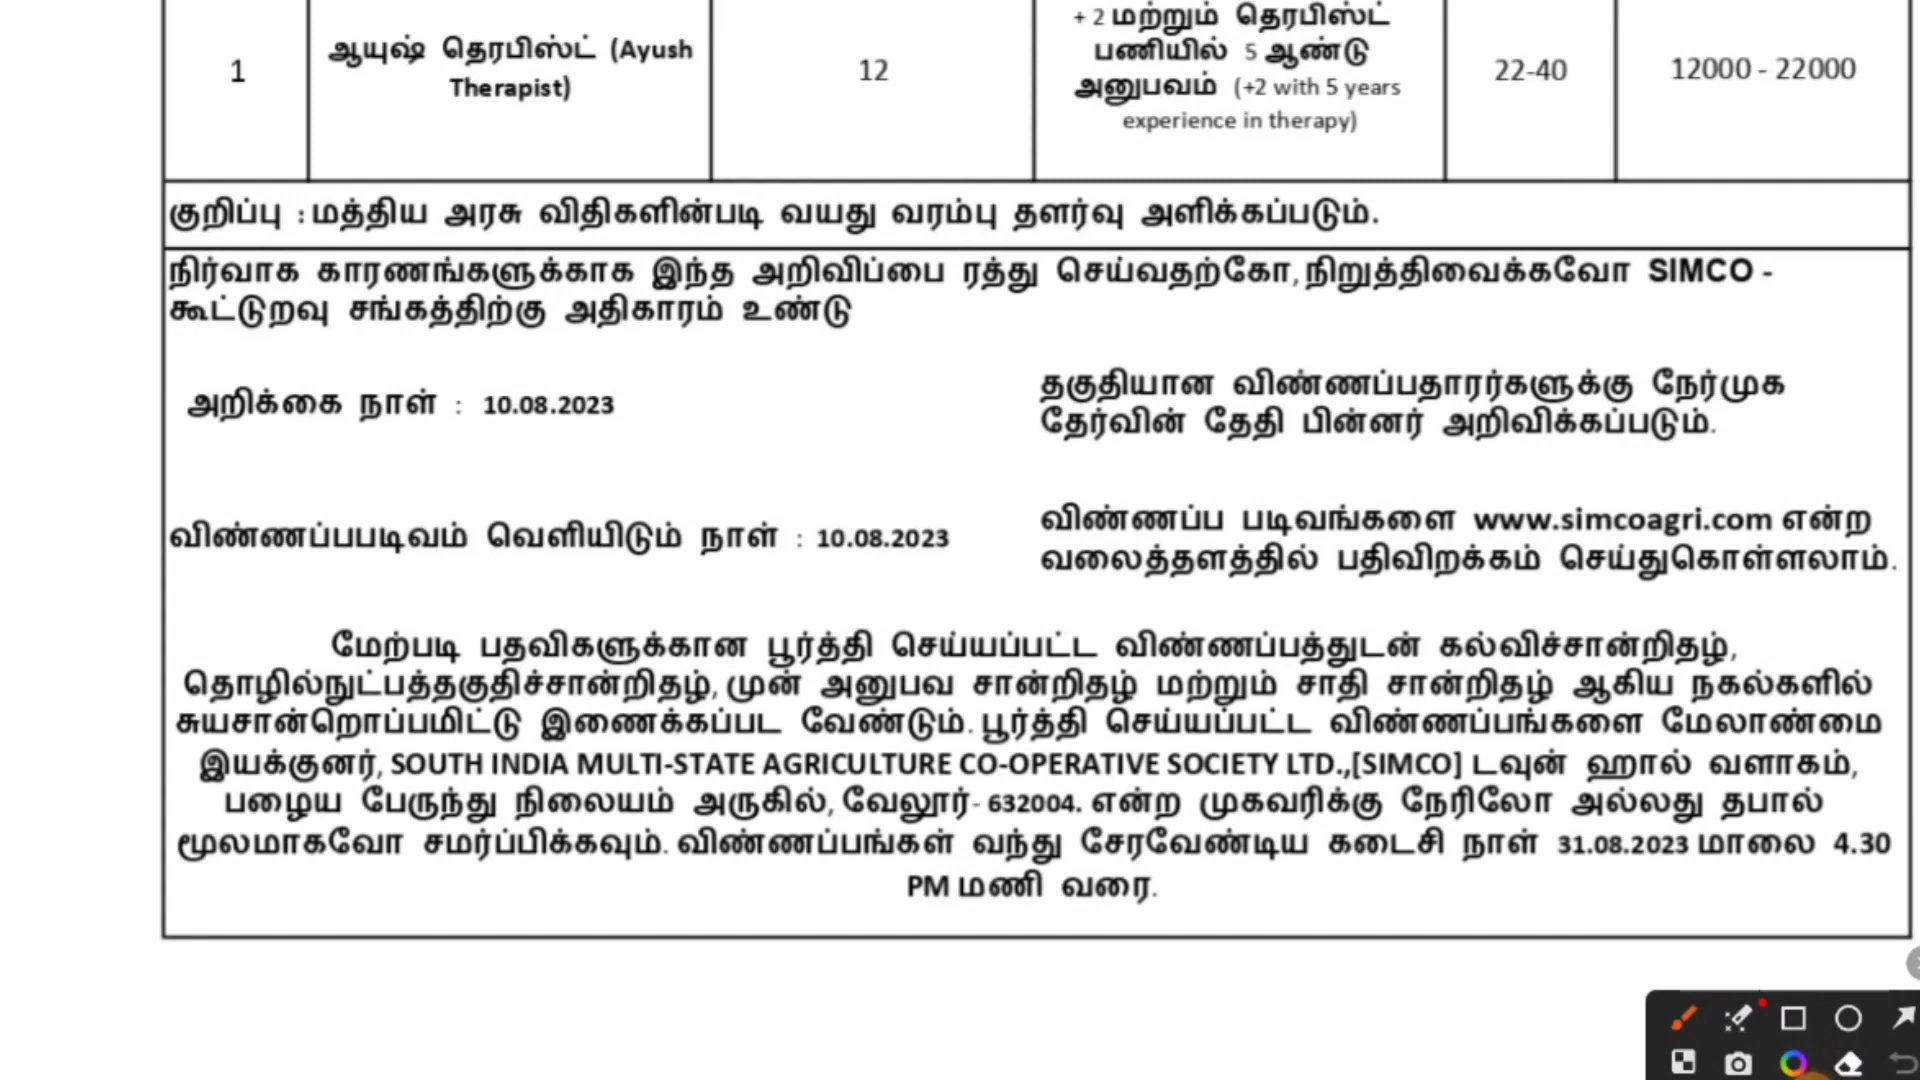 + 2 மற்றும் தெரபிஸ்ட்
பணியில் 5 ஆண்டு
அனுபவம் (+2 with 5 years
experience in therapy)
1
ஆயுஷ் தெரபிஸ்ட் (Ayush
Therapist)
12
22-40
12000 - 22000
குறிப்பு : மத்திய அரசு விதிகளின்படி வயது வரம்பு தளர்வு அளிக்கப்படும்.
நிர்வாக காரணங்களுக்காக இந்த அறிவிப்பை ரத்து செய்வதற்கோ, நிறுத்திவைக்கவோ SIMCO -
கூட்டுறவு சங்கத்திற்கு அதிகாரம் உண்டு
அறிக்கை நாள் : 10.08.2023
தகுதியான விண்ணப்பதாரர்களுக்கு நேர்முக
தேர்வின் தேதி பின்னர் அறிவிக்கப்படும்.
விண்ணப்பபடிவம் வெளியிடும் நாள் : 10.08.2023
விண்ணப்ப படிவங்களை www.simcoagri.com என்ற
வலைத்தளத்தில் பதிவிறக்கம் செய்துகொள்ளலாம்.
மேற்படி பதவிகளுக்கான பூர்த்தி செய்யப்பட்ட விண்ணப்பத்துடன் கல்விச்சான்றிதழ்,
தொழில்நுட்பத்தகுதிச்சான்றிதழ், முன் அனுபவ சான்றிதழ் மற்றும் சாதி சான்றிதழ் ஆகிய நகல்களில்
சுயசான்றொப்பமிட்டு இணைக்கப்பட வேண்டும். பூர்த்தி செய்யப்பட்ட விண்ணப்பங்களை மேலாண்மை
இயக்குனர், SOUTH INDIA MULTI-STATE AGRICULTURE CO-OPERATIVE SOCIETY LTD.,[SIMCO] டவுன் ஹால் வளாகம்,
பழைய பேருந்து நிலையம் அருகில், வேலூர்- 632004. என்ற முகவரிக்கு நேரிலோ அல்லது தபால்
மூலமாகவோ சமர்ப்பிக்கவும். விண்ணப்பங்கள் வந்து சேரவேண்டிய கடைசி நாள் 31.08.2023 மாலை 4.30
PM மணி வரை.